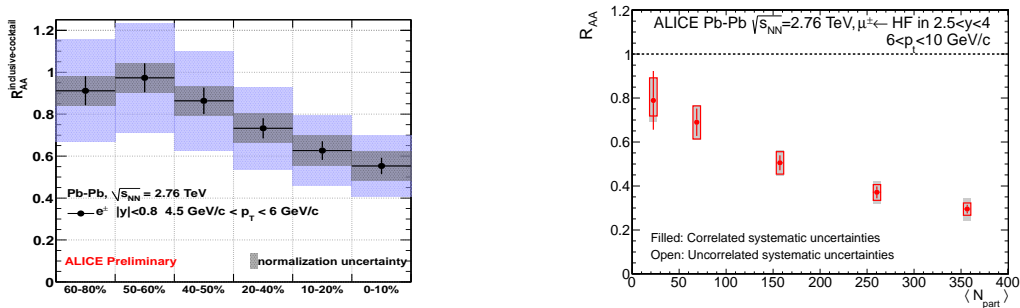 R_AA^inclusive-cocktail
1.2
1
0.8
0.6
0.4
0.2
0
Pb-Pb, √s_NN = 2.76 TeV
e± |y|<0.8 4.5 GeV/c < p_T < 6 GeV/c
ALICE Preliminary
normalization uncertainty
60-80% 50-60% 40-50% 20-40% 10-20% 0-10%
R_AA
ALICE Pb-Pb √s_NN=2.76 TeV, μ±← HF in 2.5<y<4
6<p_t<10 GeV/c
1.2
1
0.8
0.6
0.4
0.2
0
Filled: Correlated systematic uncertainties
Open: Uncorrelated systematic uncertainties
0 50 100 150 200 250 300 350 400
⟨ N_part ⟩